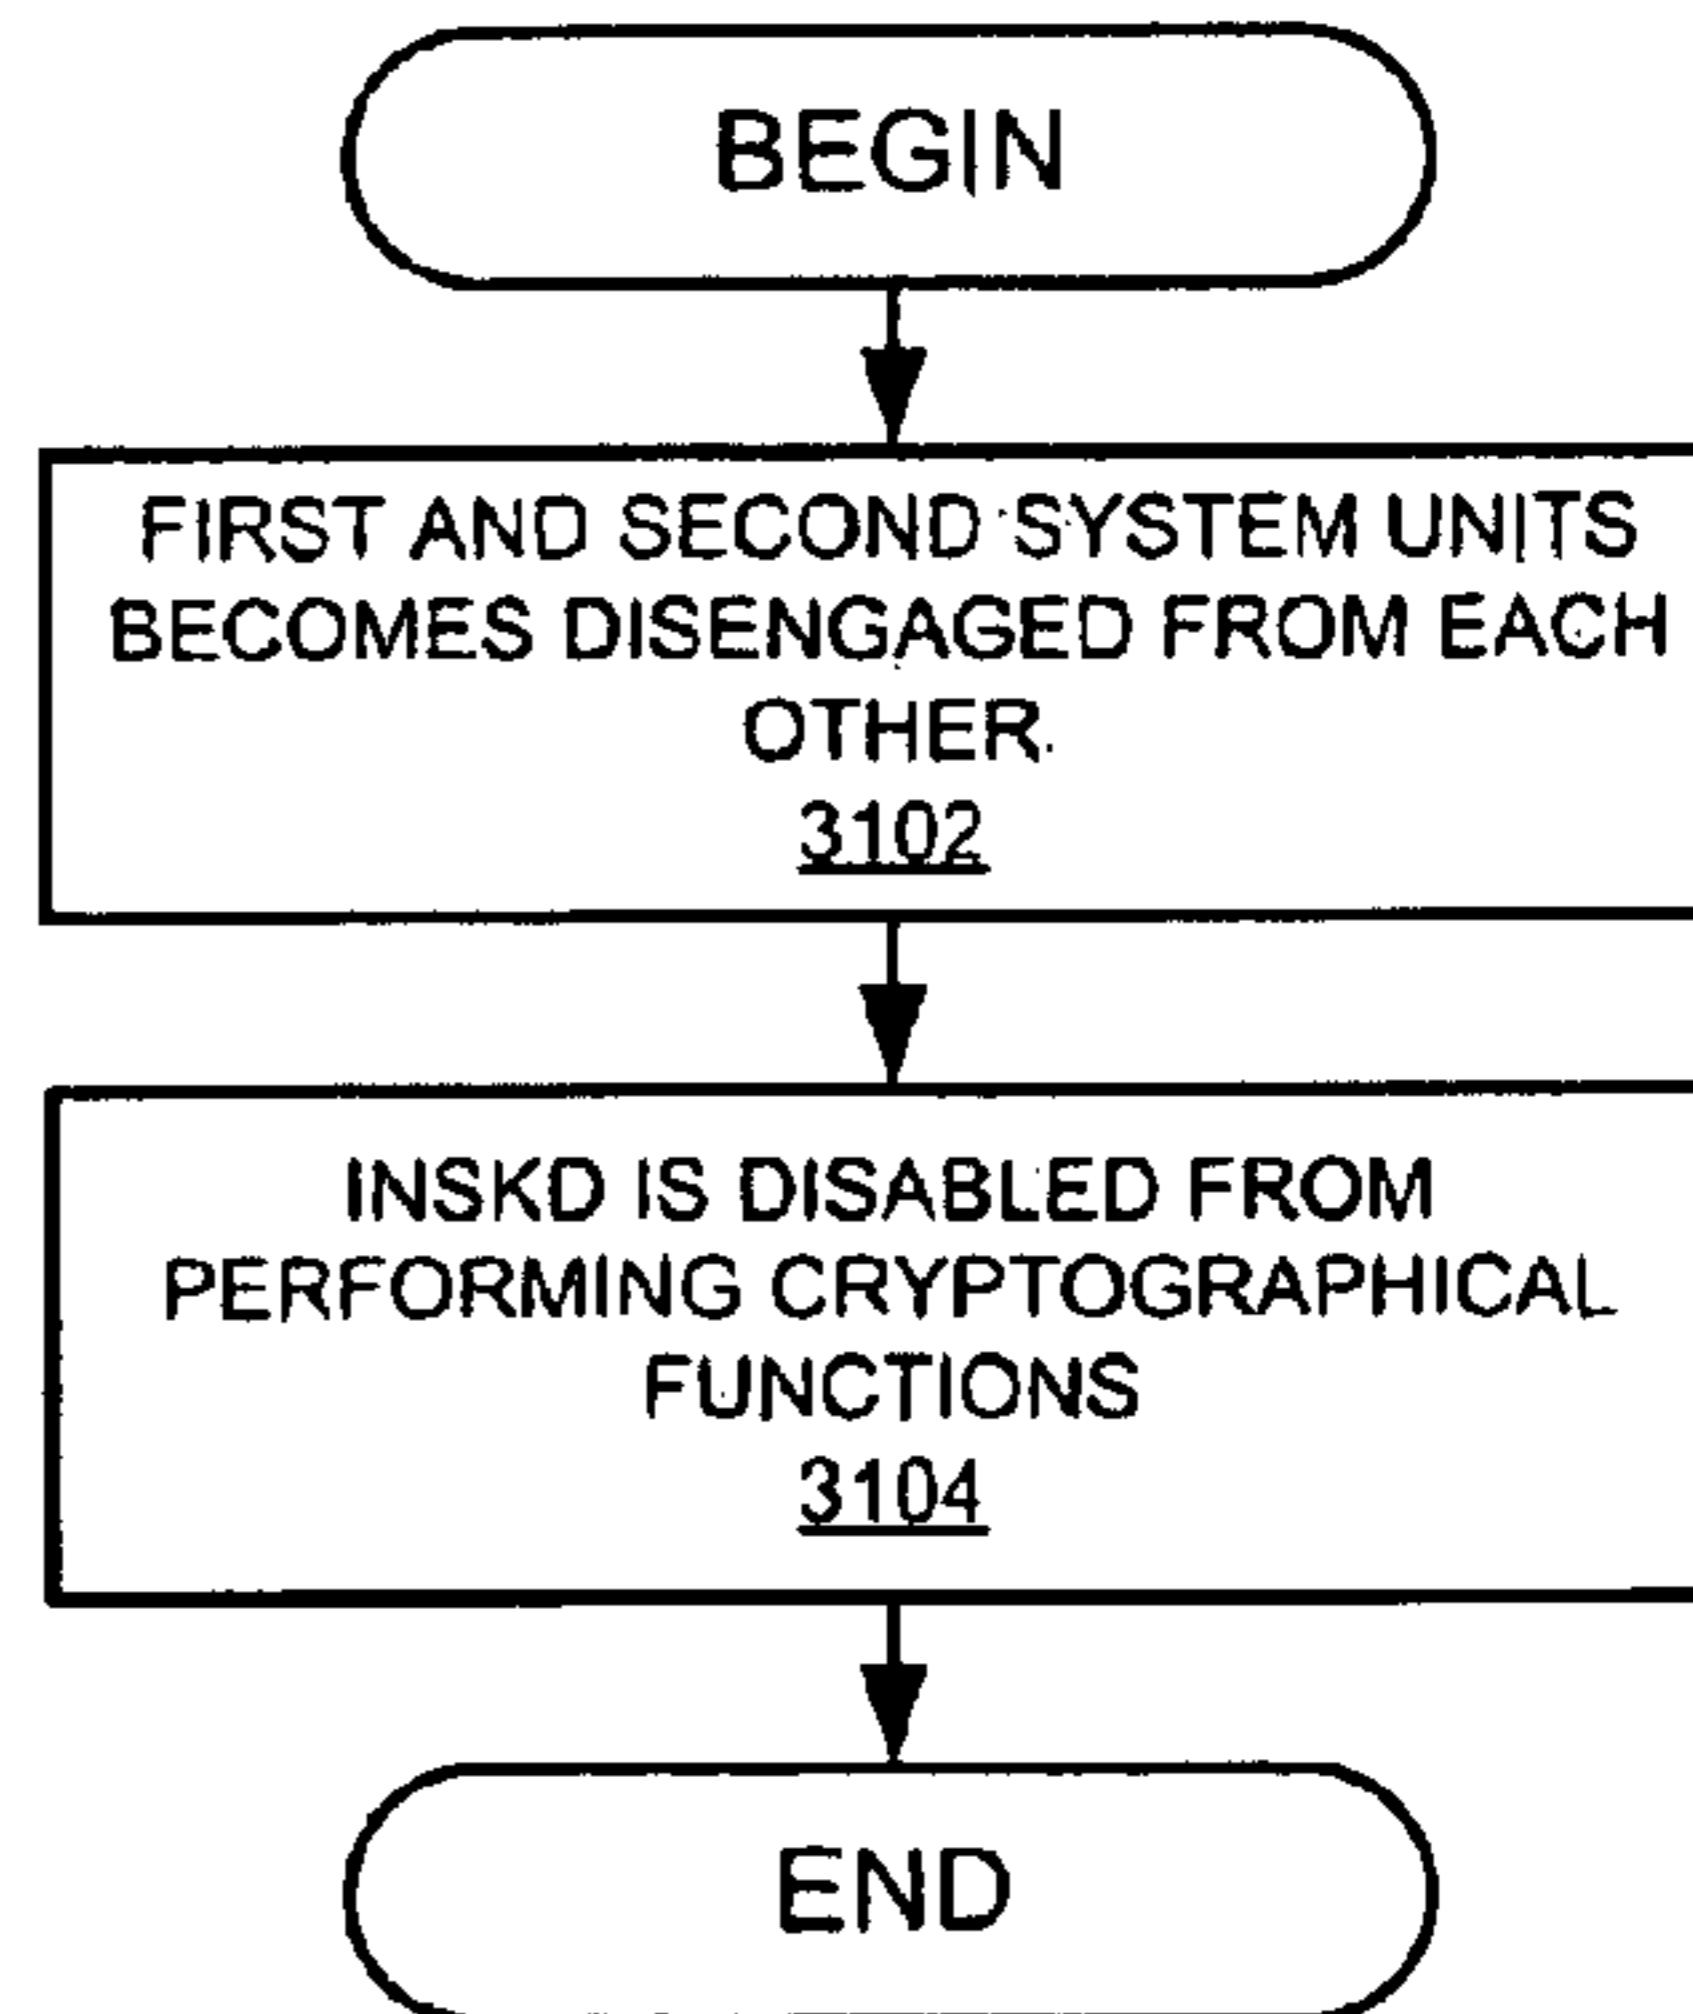 BEGIN
FIRST AND SECOND SYSTEM UNITS
BECOMES DISENGAGED FROM EACH
OTHER.
3102
INSKD IS DISABLED FROM
PERFORMING CRYPTOGRAPHICAL
FUNCTIONS
3104
END